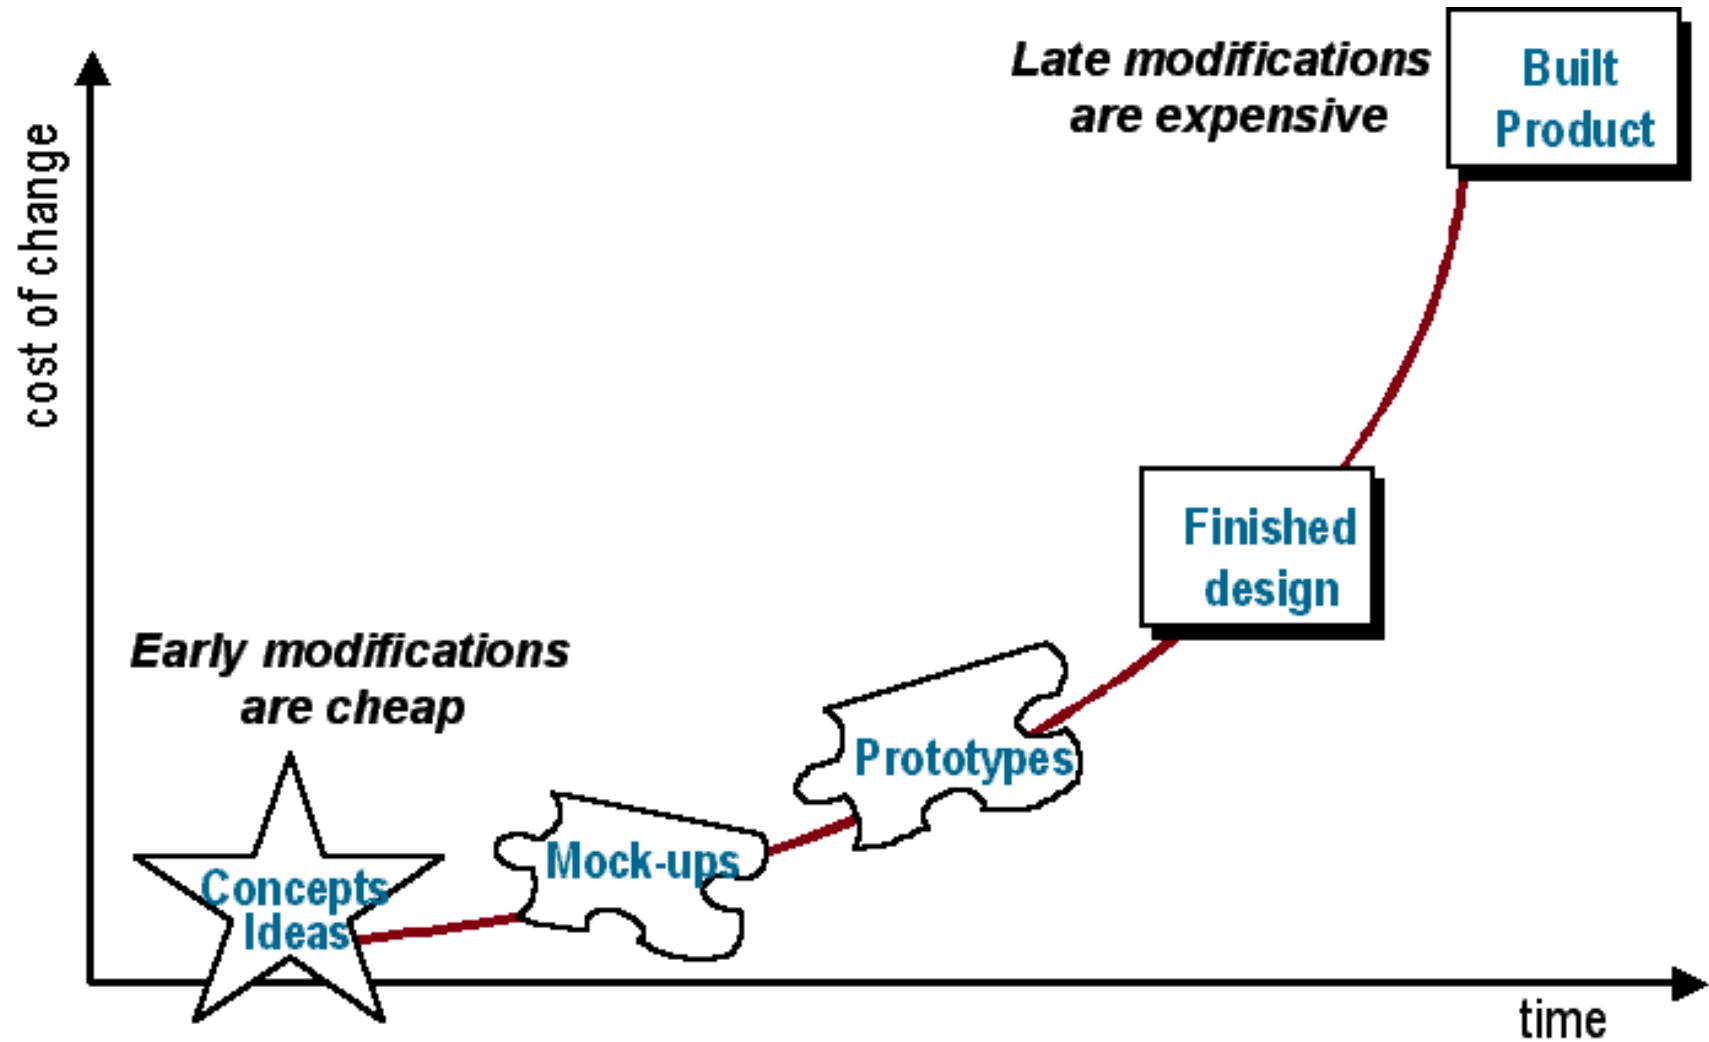 Late modifications
are expensive
Built
Product
cost of change
Finished
design
Early modifications
are cheap
Prototypes
Mock-ups
Concepts
Ideas
time